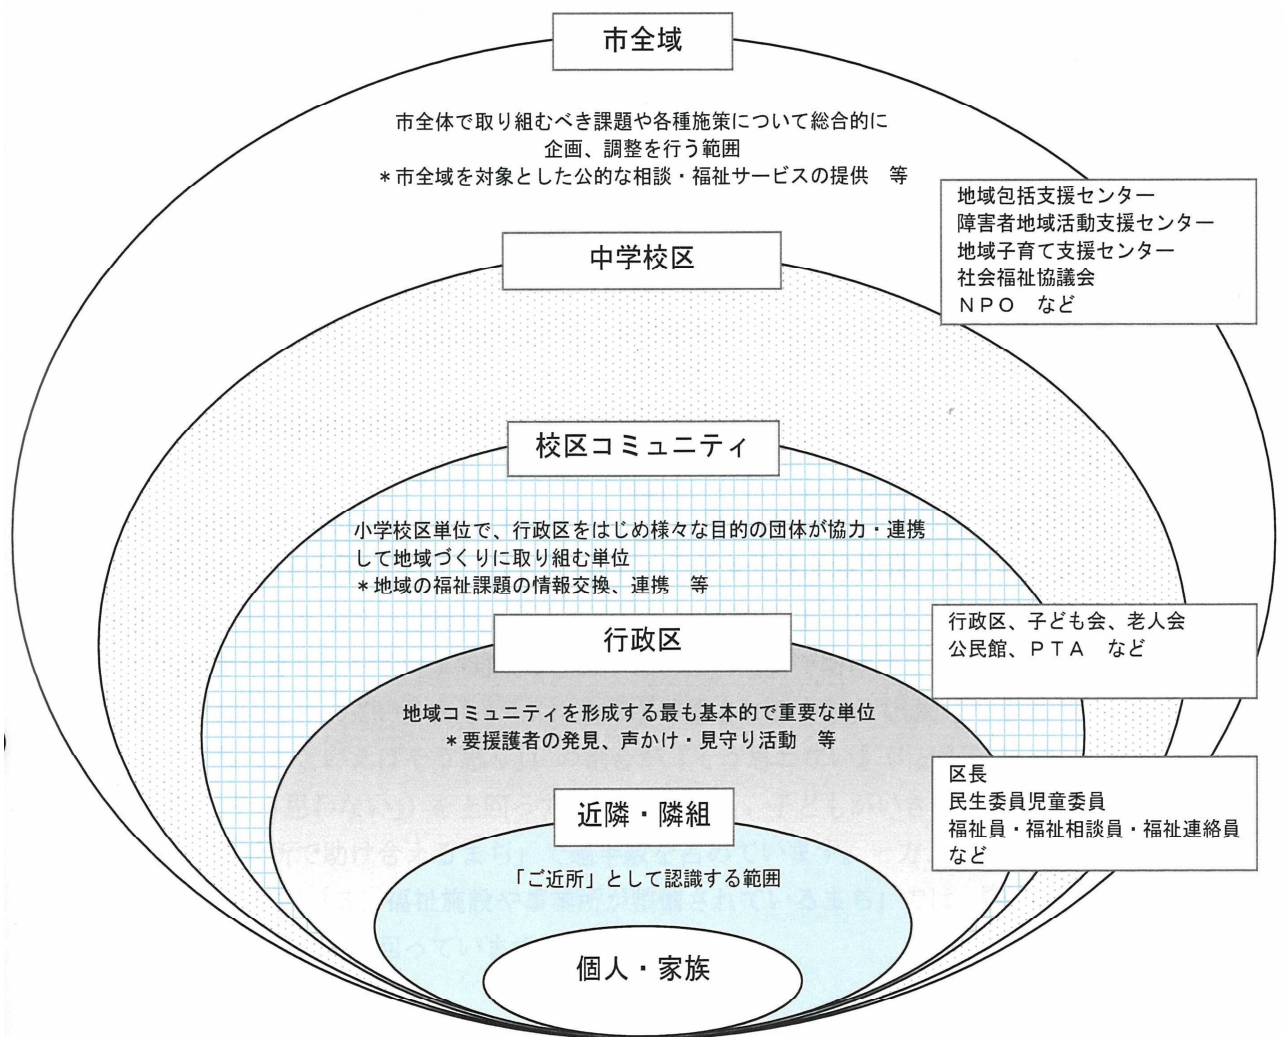 市全域
市全体で取り組むべき課題や各種施策について総合的に
企画、調整を行う範囲
＊市全域を対象とした公的な相談・福祉サービスの提供　等
地域包括支援センター
障害者地域活動支援センター
地域子育て支援センター
社会福祉協議会
ＮＰＯ　など
中学校区
校区コミュニティ
小学校区単位で、行政区をはじめ様々な目的の団体が協力・連携
して地域づくりに取り組む単位
＊地域の福祉課題の情報交換、連携　等
行政区、子ども会、老人会
公民館、ＰＴＡ　など
行政区
地域コミュニティを形成する最も基本的で重要な単位
＊要援護者の発見、声かけ・見守り活動　等
区長
民生委員児童委員
福祉員・福祉相談員・福祉連絡員
など
近隣・隣組
「ご近所」として認識する範囲
個人・家族